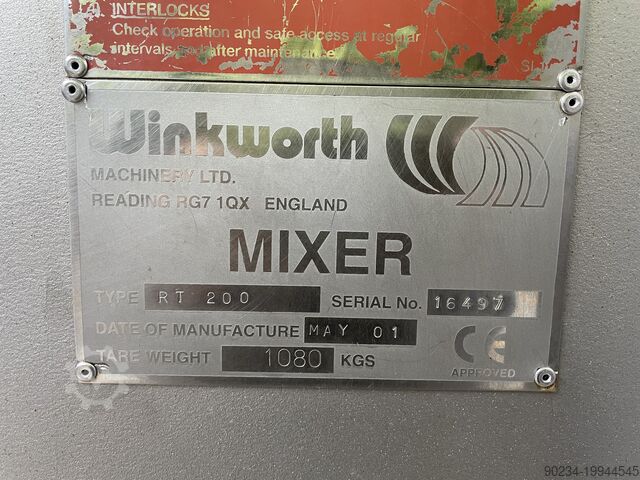 INTERLOCKS
Check operation and safe access at regular
intervals and after maintenance
Winkworth
MACHINERY LTD.
READING RG7 1QX ENGLAND
MIXER
TYPE RT 200 SERIAL No. 16497
DATE OF MANUFACTURE MAY 01
TARE WEIGHT 1080 KGS
CE
APPROVED
90234-19944545